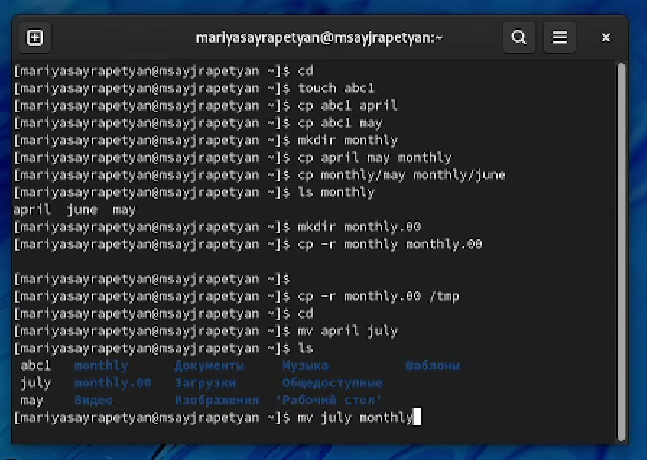 mariyasayrapetyan@msayjrapetyan:~
[mariyasayrapetyan@msayjrapetyan ~]$ cd
[mariyasayrapetyan@msayjrapetyan ~]$ touch abc1
[mariyasayrapetyan@msayjrapetyan ~]$ cp abc1 april
[mariyasayrapetyan@msayjrapetyan ~]$ cp abc1 may
[mariyasayrapetyan@msayjrapetyan ~]$ mkdir monthly
[mariyasayrapetyan@msayjrapetyan ~]$ cp april may monthly
[mariyasayrapetyan@msayjrapetyan ~]$ cp monthly/may monthly/june
[mariyasayrapetyan@msayjrapetyan ~]$ ls monthly
april june may
[mariyasayrapetyan@msayjrapetyan ~]$ mkdir monthly.00
[mariyasayrapetyan@msayjrapetyan ~]$ cp -r monthly monthly.00
[mariyasayrapetyan@msayjrapetyan ~]$
[mariyasayrapetyan@msayjrapetyan ~]$ cp -r monthly.00 /tmp
[mariyasayrapetyan@msayjrapetyan ~]$ cd
[mariyasayrapetyan@msayjrapetyan ~]$ mv april july
[mariyasayrapetyan@msayjrapetyan ~]$ ls
abc1 monthly Документы Музыка Шаблоны
july monthly.00 Загрузки Общедоступные
may Видео Изображения 'Рабочий стол'
[mariyasayrapetyan@msayjrapetyan ~]$ mv july monthly